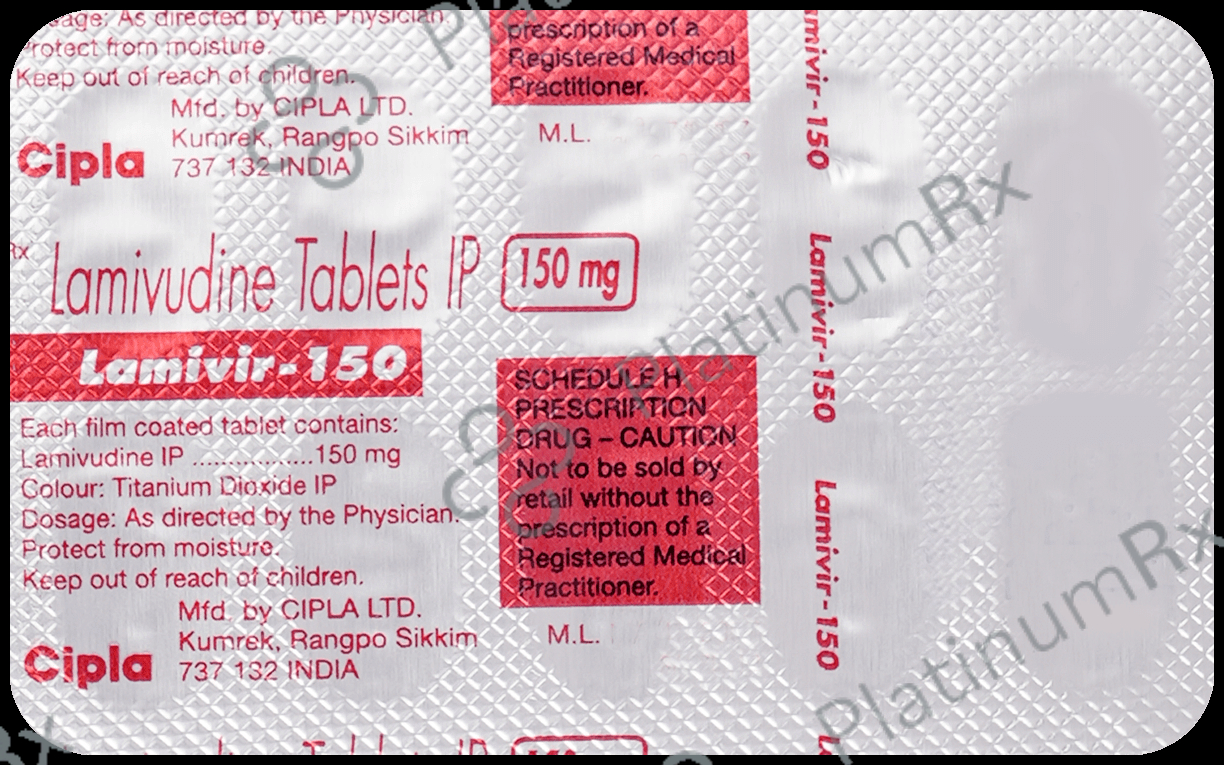 Dosage: As directed by the Physician.
Protect from moisture.
Keep out of reach of children.
Mfd. by CIPLA LTD.
Kumrek, Rangpo Sikkim
Cipla 737 132 INDIA
prescription of a
Registered Medical
Practitioner.
M.L.
Rx Lamivudine Tablets IP 150 mg
Lamivir-150
Each film coated tablet contains:
Lamivudine IP .................150 mg
Colour: Titanium Dioxide IP
Dosage: As directed by the Physician.
Protect from moisture.
Keep out of reach of children.
Mfd. by CIPLA LTD.
Kumrek, Rangpo Sikkim
Cipla 737 132 INDIA
SCHEDULE H
PRESCRIPTION
DRUG – CAUTION
Not to be sold by
retail without the
prescription of a
Registered Medical
Practitioner.
M.L.
amivir-150
Lamivir-150
Lamivir-150
PlatinumRx
PlatinumRx